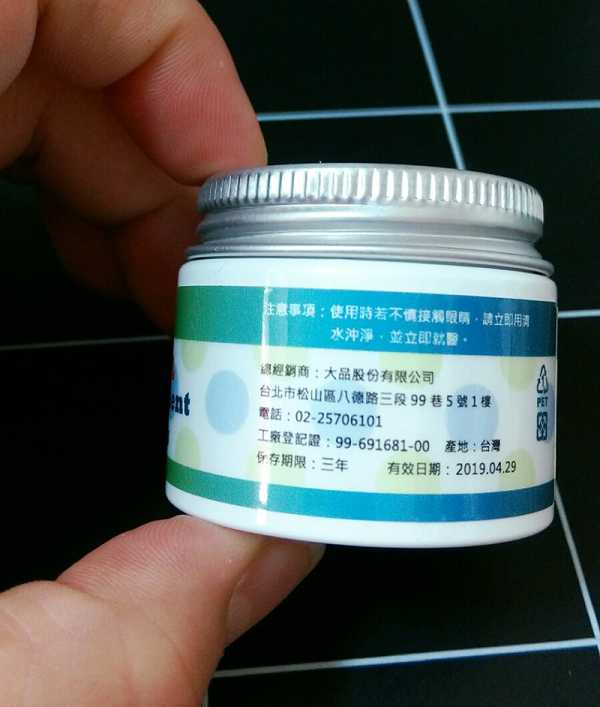 注意事項：使用時若不慎接觸眼睛，請立即用清
水沖淨，並立即就醫。
總經銷商：大品股份有限公司
台北市松山區八德路三段99巷5號1樓
電話：02-25706101
工廠登記證：99-691681-00 產地：台灣
保存期限：三年 有效日期：2019.04.29
ent
PET